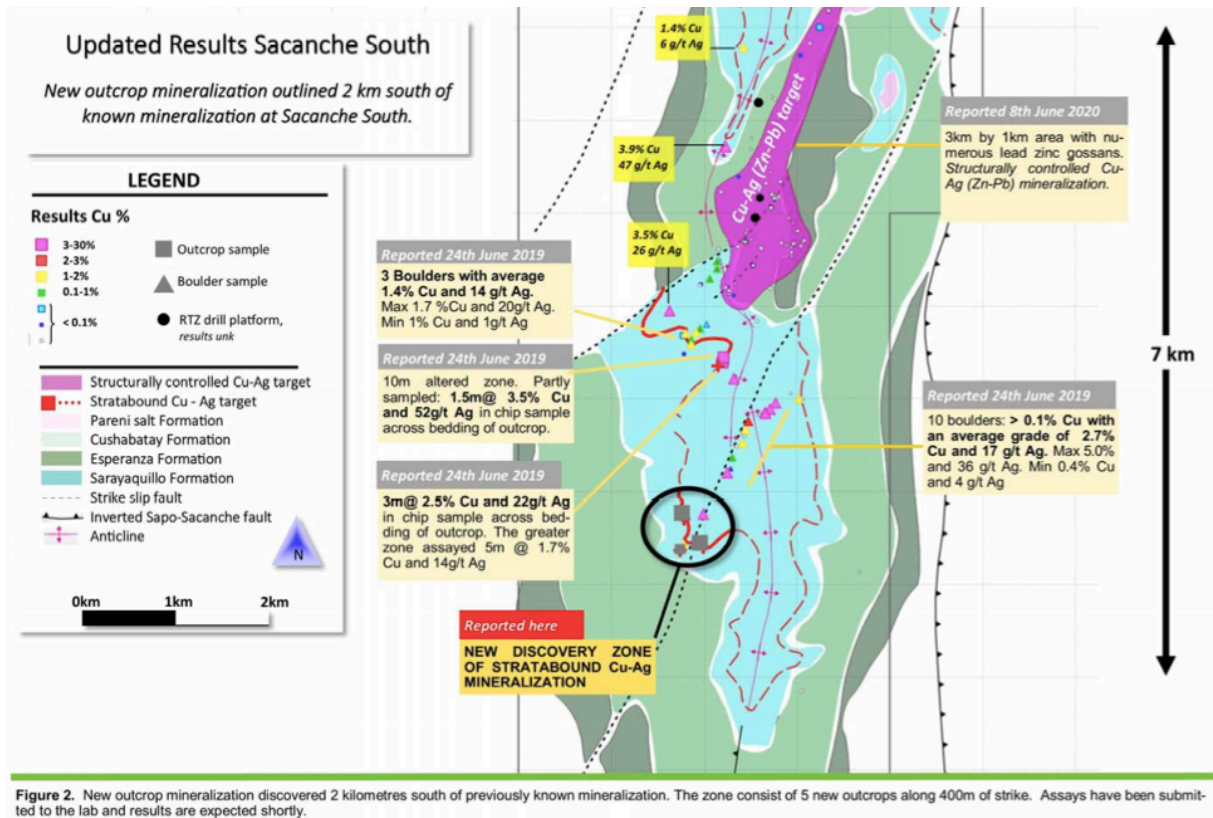 Updated Results Sacanche South
New outcrop mineralization outlined 2 km south of
known mineralization at Sacanche South.
LEGEND
Results Cu %
3-30%
2-3%
1-2%
0.1-1%
< 0.1%
Outcrop sample
Boulder sample
RTZ drill platform,
results unk
Structurally controlled Cu-Ag target
Stratabound Cu - Ag target
Pareni salt Formation
Cushabatay Formation
Esperanza Formation
Sarayaquillo Formation
Strike slip fault
Inverted Sapo-Sacanche fault
Anticline
N
0km 1km 2km
1.4% Cu
6 g/t Ag
3.9% Cu
47 g/t Ag
3.5% Cu
26 g/t Ag
Cu-Ag (Zn-Pb) target
Reported 8th June 2020
3km by 1km area with nu-
merous lead zinc gossans.
Structurally controlled Cu-
Ag (Zn-Pb) mineralization.
Reported 24th June 2019
3 Boulders with average
1.4% Cu and 14 g/t Ag.
Max 1.7 %Cu and 20g/t Ag.
Min 1% Cu and 1g/t Ag
Reported 24th June 2019
10m altered zone. Partly
sampled: 1.5m@ 3.5% Cu
and 52g/t Ag in chip sample
across bedding of outcrop.
Reported 24th June 2019
3m@ 2.5% Cu and 22g/t Ag
in chip sample across bed-
ding of outcrop. The greater
zone assayed 5m @ 1.7%
Cu and 14g/t Ag
Reported 24th June 2019
10 boulders: > 0.1% Cu with
an average grade of 2.7%
Cu and 17 g/t Ag. Max 5.0%
and 36 g/t Ag. Min 0.4% Cu
and 4 g/t Ag
7 km
Reported here
NEW DISCOVERY ZONE
OF STRATABOUND Cu-Ag
MINERALIZATION
Figure 2. New outcrop mineralization discovered 2 kilometres south of previously known mineralization. The zone consist of 5 new outcrops along 400m of strike. Assays have been submit-
ted to the lab and results are expected shortly.